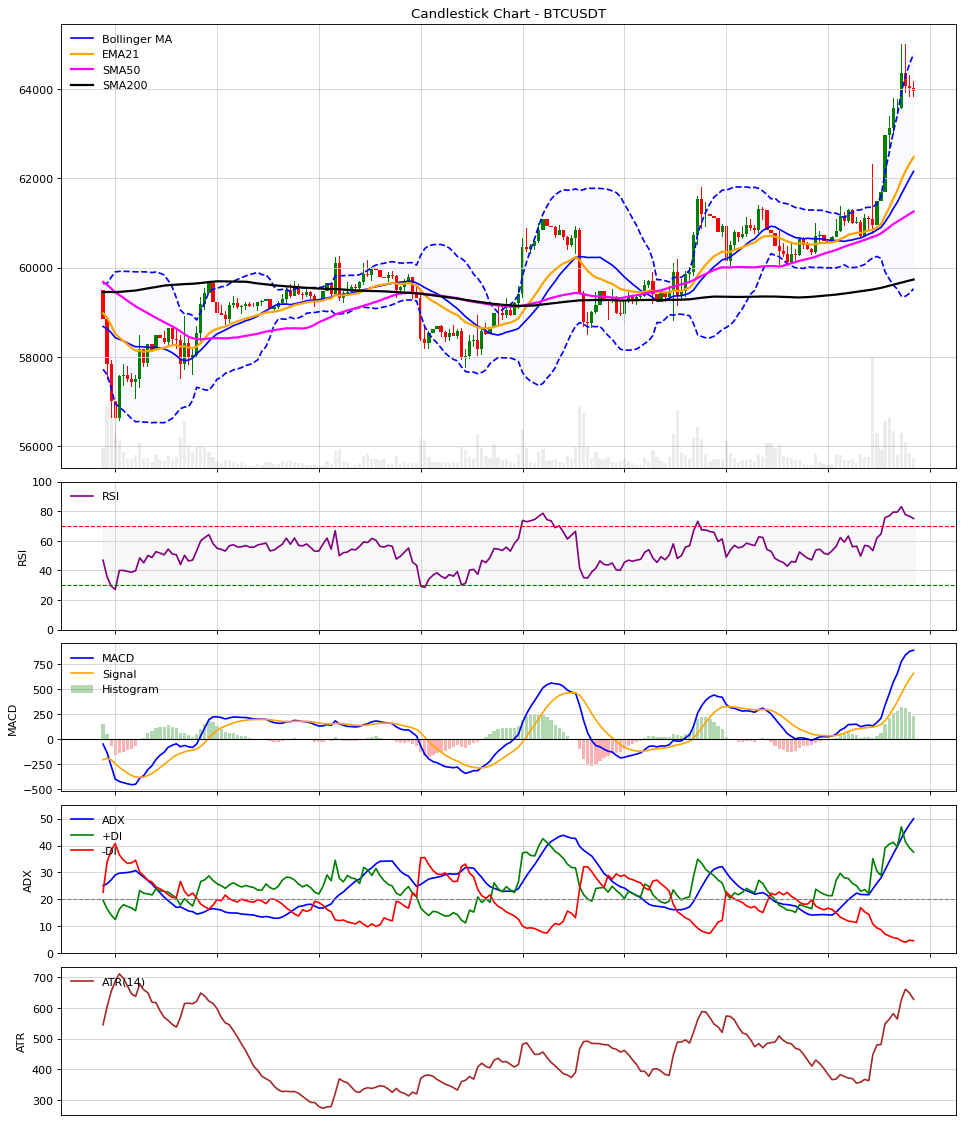 Candlestick Chart - BTCUSDT
Bollinger MA
EMA21
SMA50
SMA200
64000
62000
60000
58000
56000
RSI
RSI
100
80
60
40
20
0
MACD
MACD
Signal
Histogram
750
500
250
0
−250
−500
ADX
ADX
+DI
-DI
50
40
30
20
10
0
ATR
ATR(14)
700
600
500
400
300